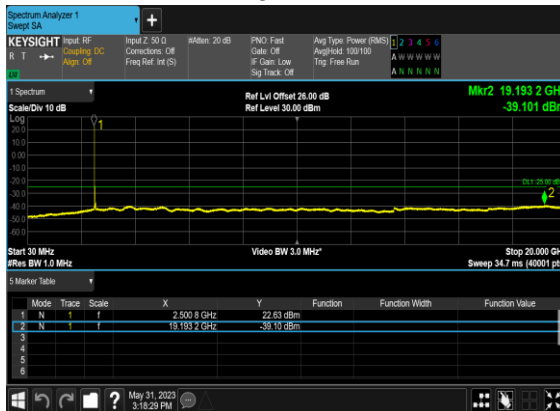 Spectrum Analyzer 1
Swept SA
+
KEYSIGHT Input: RF Input Z: 50 Ω #Atten: 20 dB PNO: Fast Avg Type: Power (RMS) 1 2 3 4 5 6
R T Coupling: DC Corrections: Off Gate: Off Avg|Hold: 100/100 A W W W W W
Align: Off Freq Ref: Int (S) IF Gain: Low Trig: Free Run
Sig Track: Off A N N N N N
1 Spectrum Ref Lvl Offset 26.00 dB Mkr2 19.193 2 GH
Scale/Div 10 dB Ref Level 30.00 dBm -39.101 dBr
Log
20.0
1
10.0
0.00
-10.0
-20.0
-30.0
2
-40.0
-50.0
-60.0
Start 30 MHz Video BW 3.0 MHz* Stop 20.000 GH
#Res BW 1.0 MHz Sweep 34.7 ms (40001 pt
5 Marker Table
Mode Trace Scale X Y Function Function Width Function Value
1 N 1 f 2.500 8 GHz 22.63 dBm
2 N 1 f 19.193 2 GHz -39.10 dBm
3
4
5
6
? May 31, 2023
3:18:29 PM